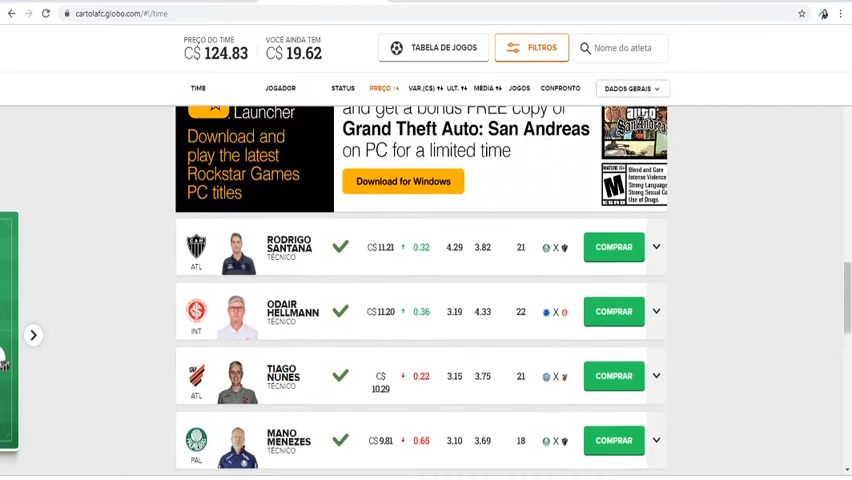 cartolafc.globo.com/#!/time
PREÇO DO TIME
C$ 124.83
VOCÊ AINDA TEM
C$ 19.62
TABELA DE JOGOS
FILTROS
Nome do atleta
TIME JOGADOR STATUS PREÇO VAR.(C$) ULT. MÉDIA JOGOS CONFRONTO DADOS GERAIS
Launcher
Download and
play the latest
Rockstar Games
PC titles
and get a bonus FREE copy of
Grand Theft Auto: San Andreas
on PC for a limited time
Download for Windows
auto
SanAndreas
M
ESRB
Blood and Gore
Intense Violence
Strong Language
Strong Sexual Co
Use of Drugs
ATL
RODRIGO
SANTANA
TÉCNICO
C$ 11.21 0.32 4.29 3.82 21 X COMPRAR
INT
ODAIR
HELLMANN
TÉCNICO
C$ 11.20 0.36 3.19 4.33 22 X COMPRAR
ATL
TIAGO
NUNES
TÉCNICO
C$
10.29 0.22 3.15 3.75 21 X COMPRAR
PAL
MANO
MENEZES
TÉCNICO
C$ 9.81 0.65 3.10 3.69 18 X COMPRAR